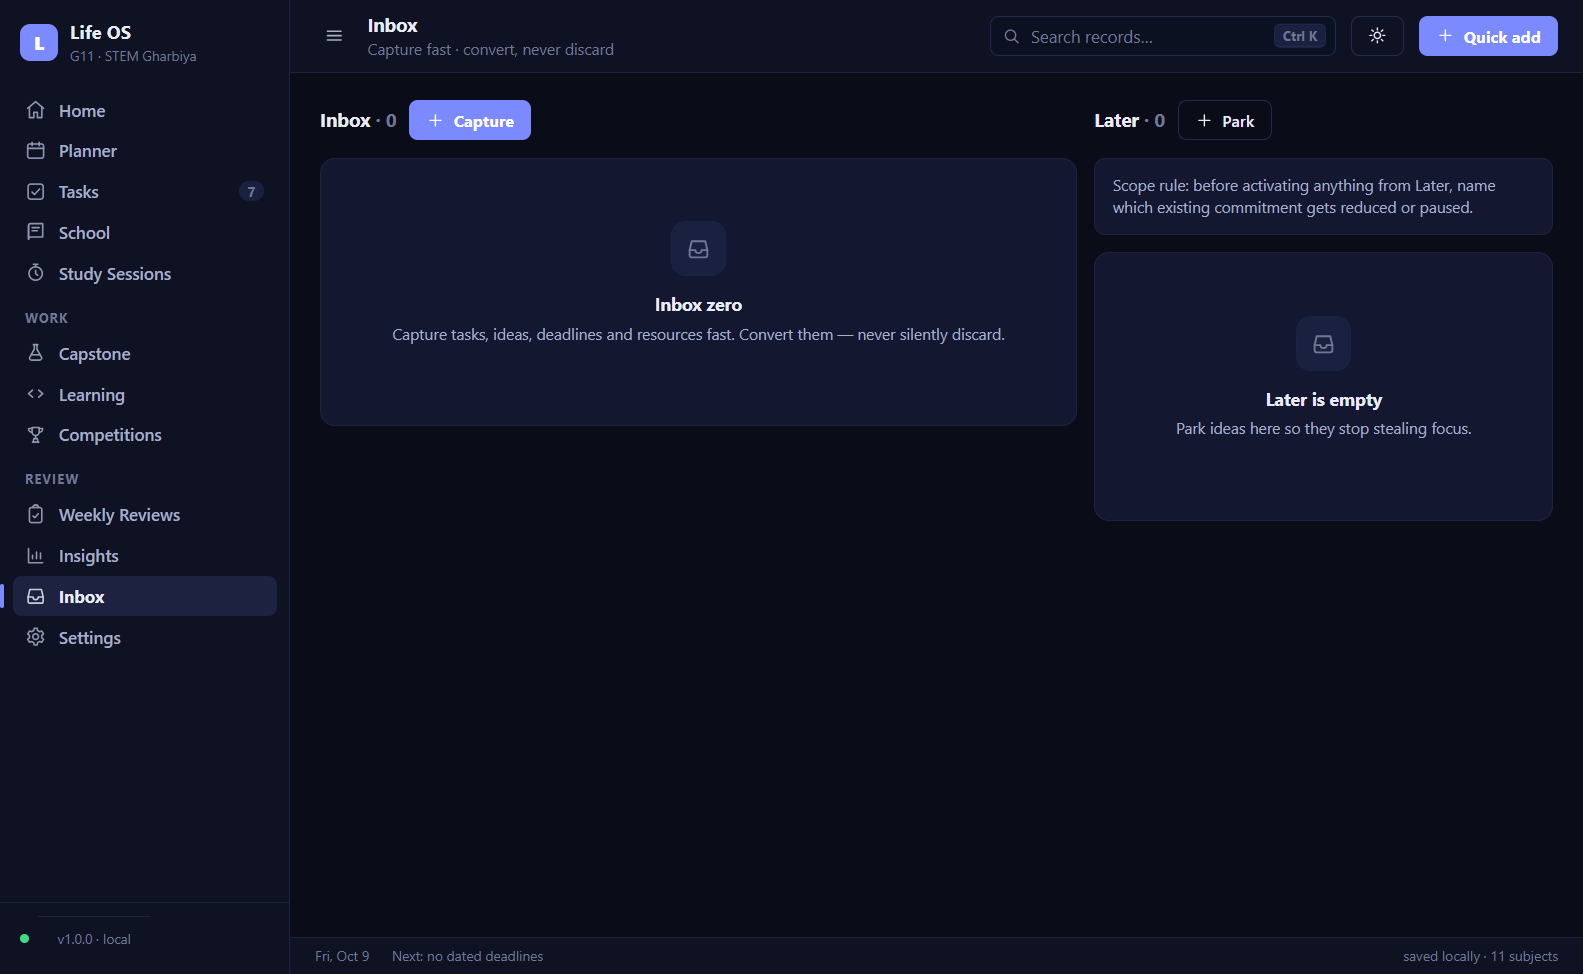 L
Life OS
G11 · STEM Gharbiya
Home
Planner
Tasks
7
School
Study Sessions
WORK
Capstone
Learning
Competitions
REVIEW
Weekly Reviews
Insights
Inbox
Settings
v1.0.0 · local
Inbox
Capture fast · convert, never discard
Search records...
Ctrl K
Quick add
Inbox · 0
Capture
Inbox zero
Capture tasks, ideas, deadlines and resources fast. Convert them — never silently discard.
Later · 0
Park
Scope rule: before activating anything from Later, name
which existing commitment gets reduced or paused.
Later is empty
Park ideas here so they stop stealing focus.
Fri, Oct 9
Next: no dated deadlines
saved locally · 11 subjects